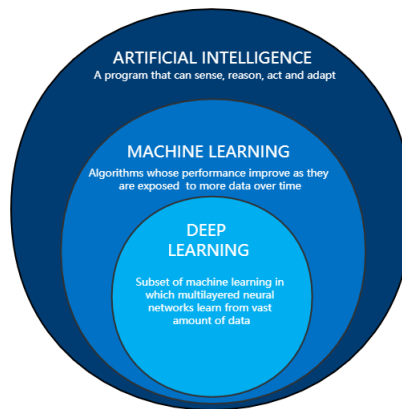 ARTIFICIAL INTELLIGENCE
A program that can sense, reason, act and adapt
MACHINE LEARNING
Algorithms whose performance improve as they
are exposed to more data over time
DEEP
LEARNING
Subset of machine learning in
which multilayered neural
networks learn from vast
amount of data